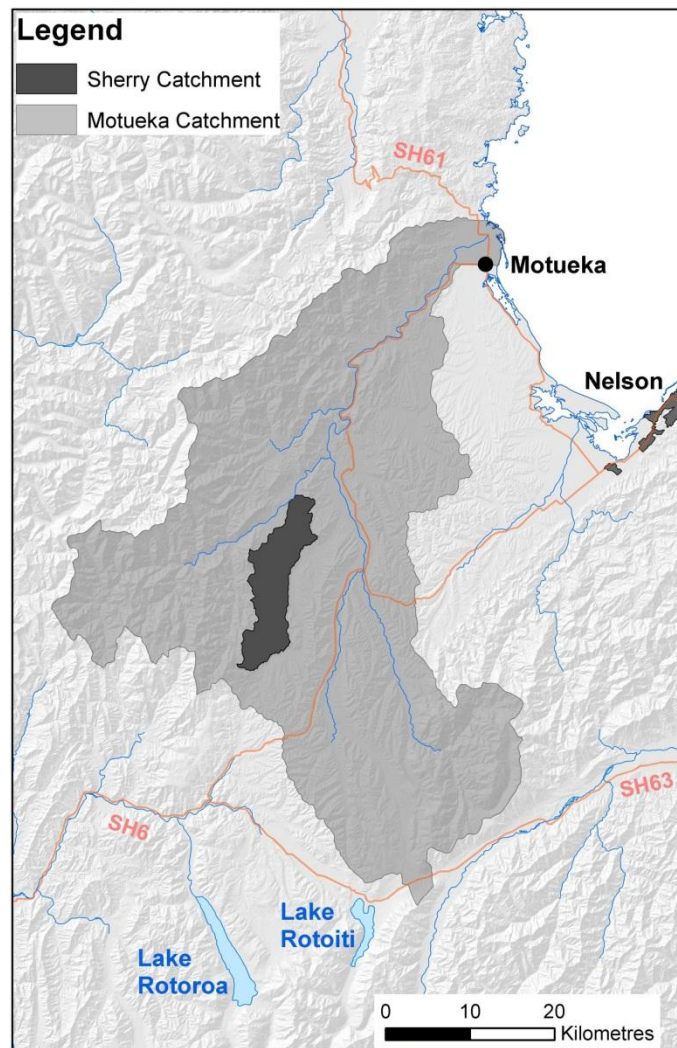 Legend
Sherry Catchment
Motueka Catchment
SH61
Motueka
Nelson
SH63
SH6
Lake
Rotoiti
Lake
Rotoroa
0 10 20
Kilometres